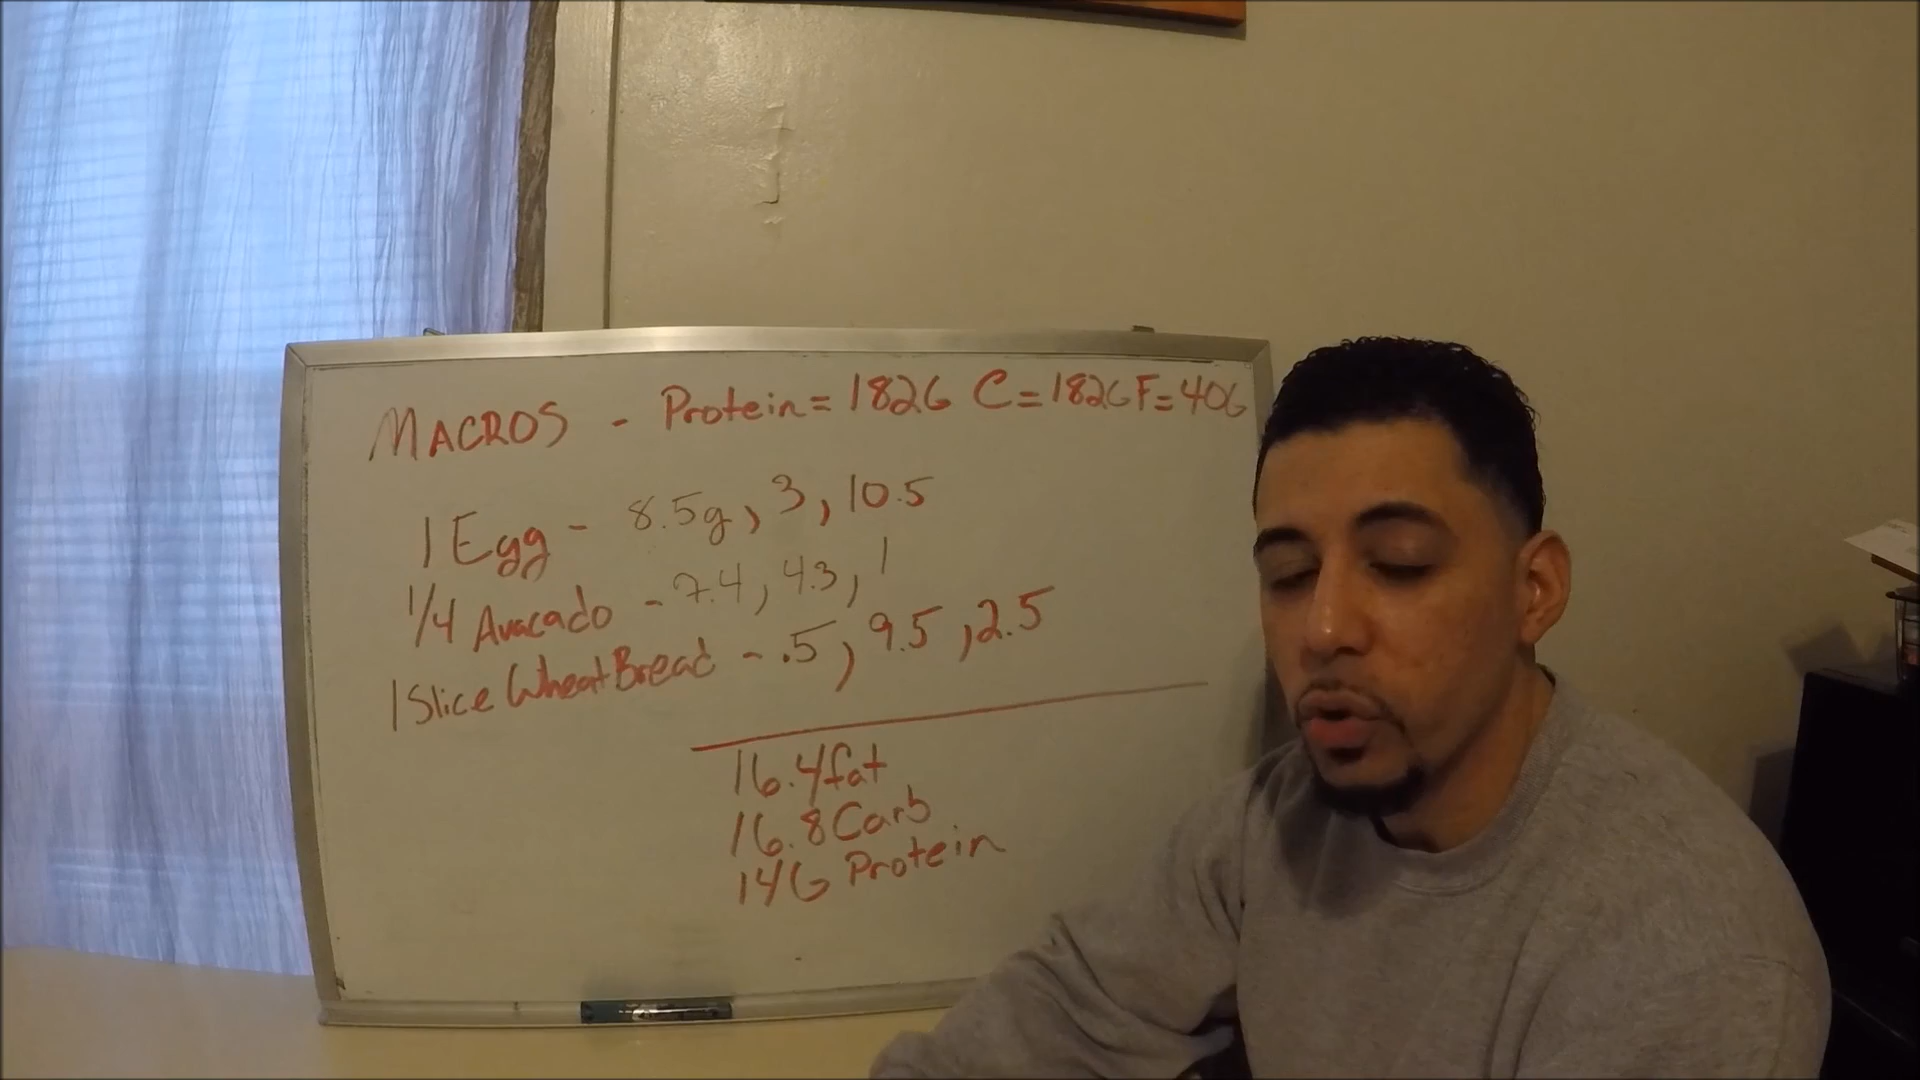 MACROS - Protein = 182G C = 182G F = 40G
1 Egg - 8.5g, 3, 10.5
1/4 Avacado - 7.4, 4.3, 1
1 Slice Wheat Bread - .5, 9.5, 2.5
16.4 fat
16.8 Carb
14G Protein